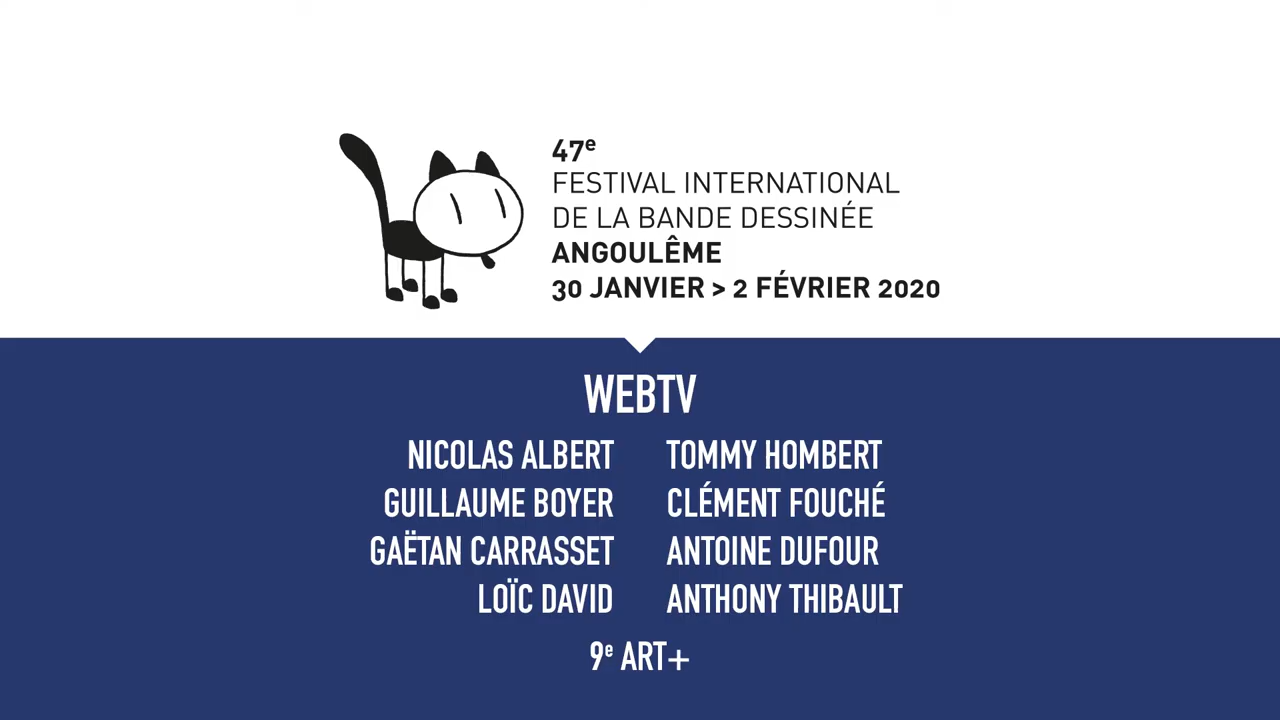 47e
FESTIVAL INTERNATIONAL
DE LA BANDE DESSINÉE
ANGOULÊME
30 JANVIER > 2 FÉVRIER 2020
WEBTV
NICOLAS ALBERT
GUILLAUME BOYER
GAËTAN CARRASSET
LOÏC DAVID
TOMMY HOMBERT
CLÉMENT FOUCHÉ
ANTOINE DUFOUR
ANTHONY THIBAULT
9e ART+